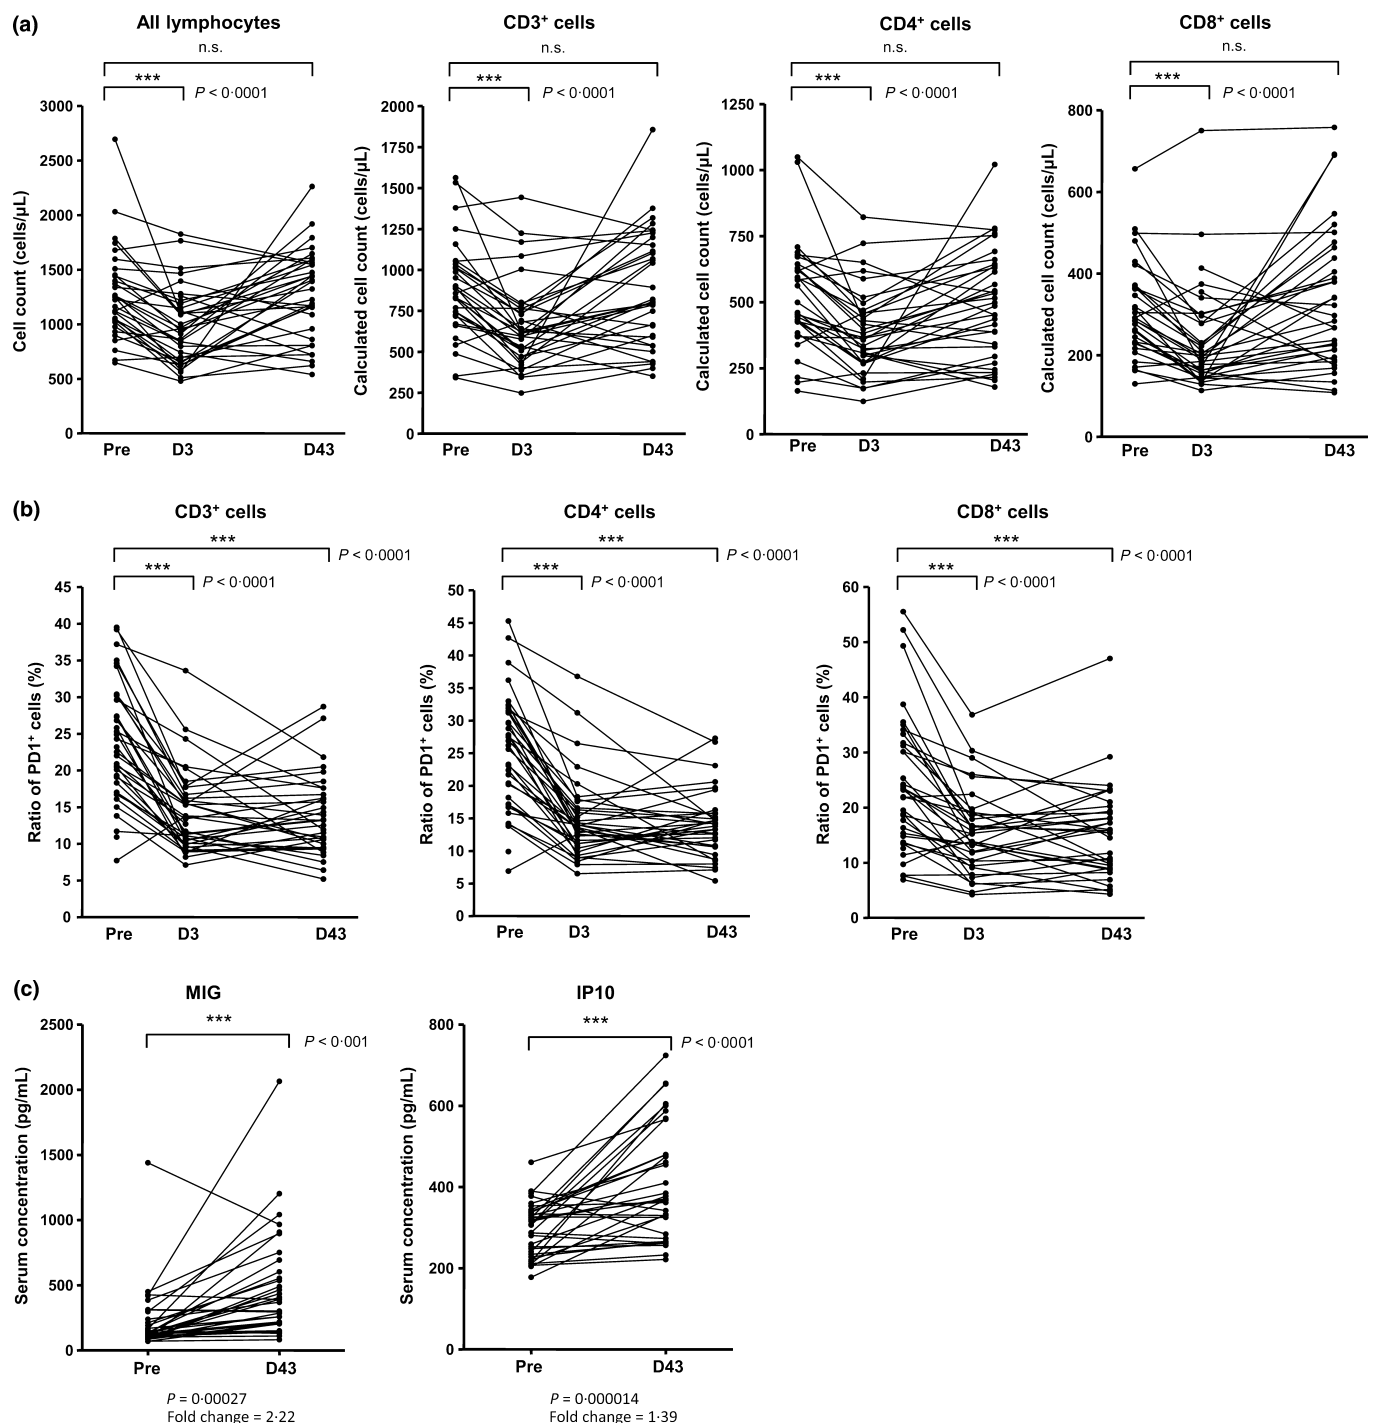 (a)
All lymphocytes
CD3⁺ cells
CD4⁺ cells
CD8⁺ cells
n.s.
n.s.
n.s.
n.s.
***
***
***
***
P < 0·0001
P < 0·0001
P < 0·0001
P < 0·0001
Cell count (cells/µL)
3000
2500
2000
1500
1000
500
0
Pre
D3
D43
Calculated cell count (cells/µL)
2000
1750
1500
1250
1000
750
500
250
0
Pre
D3
D43
Calculated cell count (cells/µL)
1250
1000
750
500
250
0
Pre
D3
D43
Calculated cell count (cells/µL)
800
600
400
200
0
Pre
D3
D43
(b)
CD3⁺ cells
CD4⁺ cells
CD8⁺ cells
***
P < 0·0001
***
P < 0·0001
***
P < 0·0001
***
P < 0·0001
***
P < 0·0001
***
P < 0·0001
Ratio of PD1⁺ cells (%)
45
40
35
30
25
20
15
10
5
0
Pre
D3
D43
Ratio of PD1⁺ cells (%)
50
45
40
35
30
25
20
15
10
5
0
Pre
D3
D43
Ratio of PD1⁺ cells (%)
60
50
40
30
20
10
0
Pre
D3
D43
(c)
MIG
IP10
***
P < 0·001
***
P < 0·0001
Serum concentration (pg/mL)
2500
2000
1500
1000
500
0
Pre
D43
P = 0·00027
Fold change = 2·22
Serum concentration (pg/mL)
800
600
400
200
0
Pre
D43
P = 0·000014
Fold change = 1·39